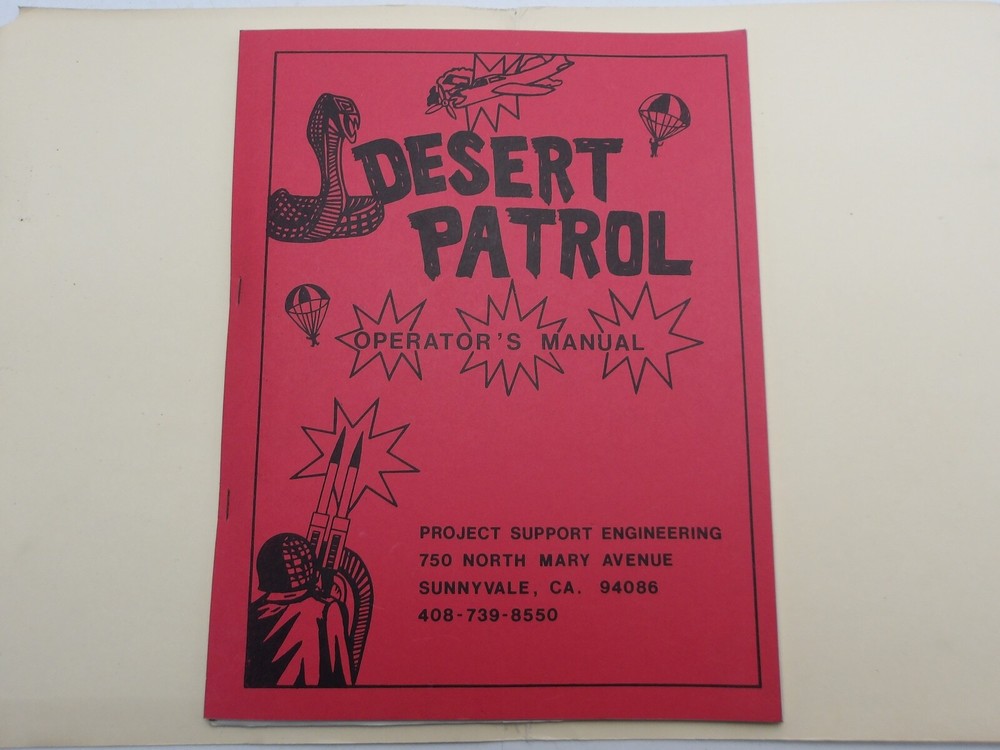 DESERT
PATROL
OPERATOR'S MANUAL
PROJECT SUPPORT ENGINEERING
750 NORTH MARY AVENUE
SUNNYVALE, CA. 94086
408-739-8550